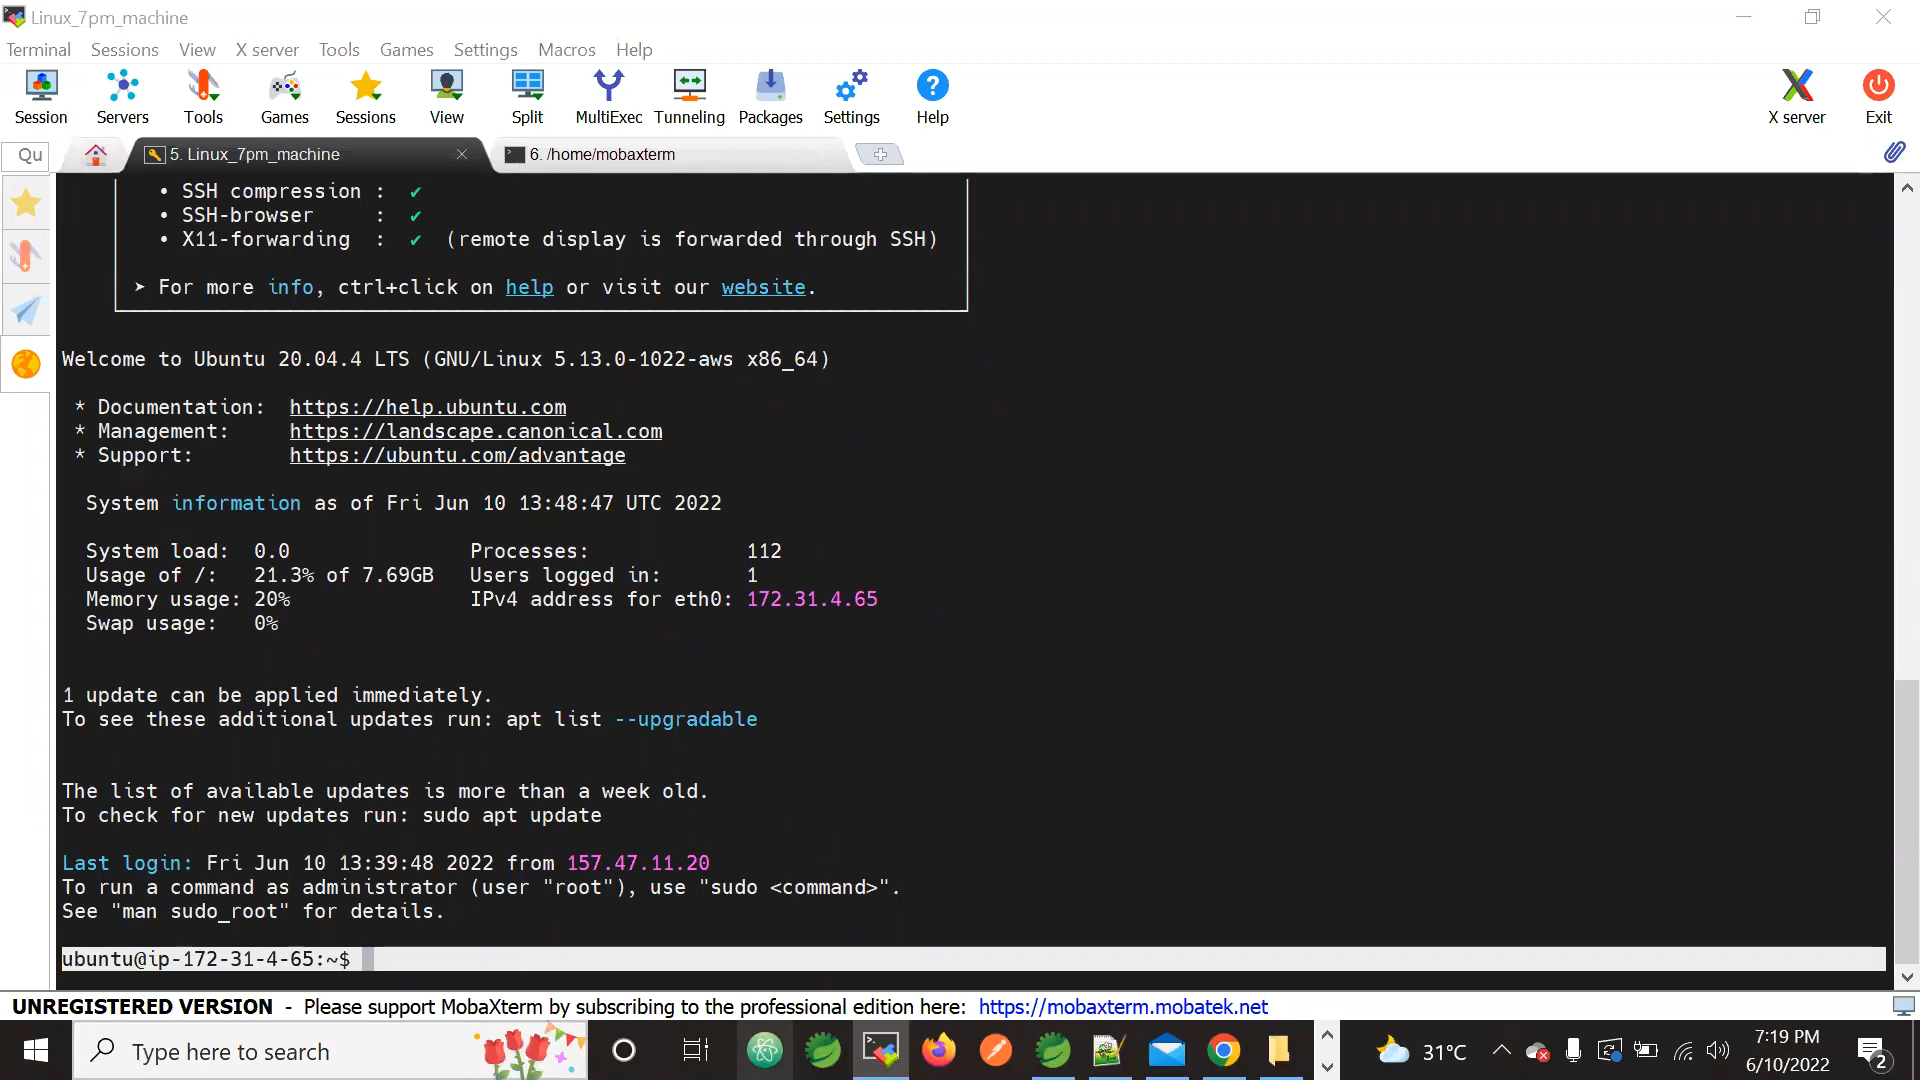 Linux_7pm_machine
Terminal Sessions View X server Tools Games Settings Macros Help
Session Servers Tools Games Sessions View Split MultiExec Tunneling Packages Settings Help X server Exit
Qu 5. Linux_7pm_machine 6. /home/mobaxterm
• SSH compression : ✔
• SSH-browser : ✔
• X11-forwarding : ✔ (remote display is forwarded through SSH)
➤ For more info, ctrl+click on help or visit our website.
Welcome to Ubuntu 20.04.4 LTS (GNU/Linux 5.13.0-1022-aws x86_64)
* Documentation: https://help.ubuntu.com
* Management: https://landscape.canonical.com
* Support: https://ubuntu.com/advantage
System information as of Fri Jun 10 13:48:47 UTC 2022
System load: 0.0 Processes: 112
Usage of /: 21.3% of 7.69GB Users logged in: 1
Memory usage: 20% IPv4 address for eth0: 172.31.4.65
Swap usage: 0%
1 update can be applied immediately.
To see these additional updates run: apt list --upgradable
The list of available updates is more than a week old.
To check for new updates run: sudo apt update
Last login: Fri Jun 10 13:39:48 2022 from 157.47.11.20
To run a command as administrator (user "root"), use "sudo <command>".
See "man sudo_root" for details.
ubuntu@ip-172-31-4-65:~$
UNREGISTERED VERSION - Please support MobaXterm by subscribing to the professional edition here: https://mobaxterm.mobatek.net
Type here to search 31°C 7:19 PM
6/10/2022 2